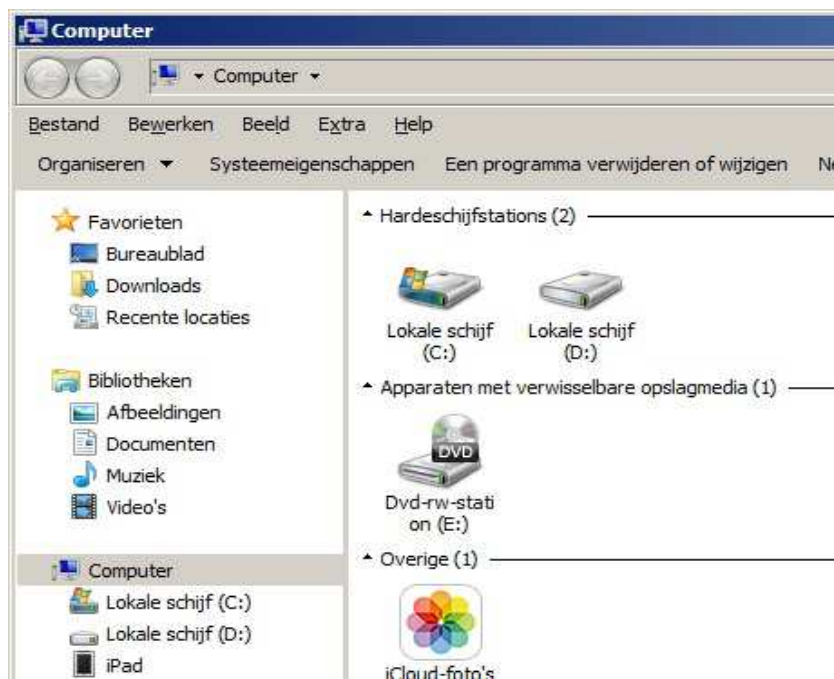 Computer
Computer
Bestand Bewerken Beeld Extra Help
Organiseren Systeemeigenschappen Een programma verwijderen of wijzigen
Favorieten
Bureaublad
Downloads
Recente locaties
Bibliotheken
Afbeeldingen
Documenten
Muziek
Video's
Computer
Lokale schijf (C:)
Lokale schijf (D:)
iPad
Hardeschijfstations (2)
Lokale schijf
(C:)
Lokale schijf
(D:)
Apparaten met verwisselbare opslagmedia (1)
DVD
Dvd-rw-stati
on (E:)
Overige (1)
iCloud-foto's